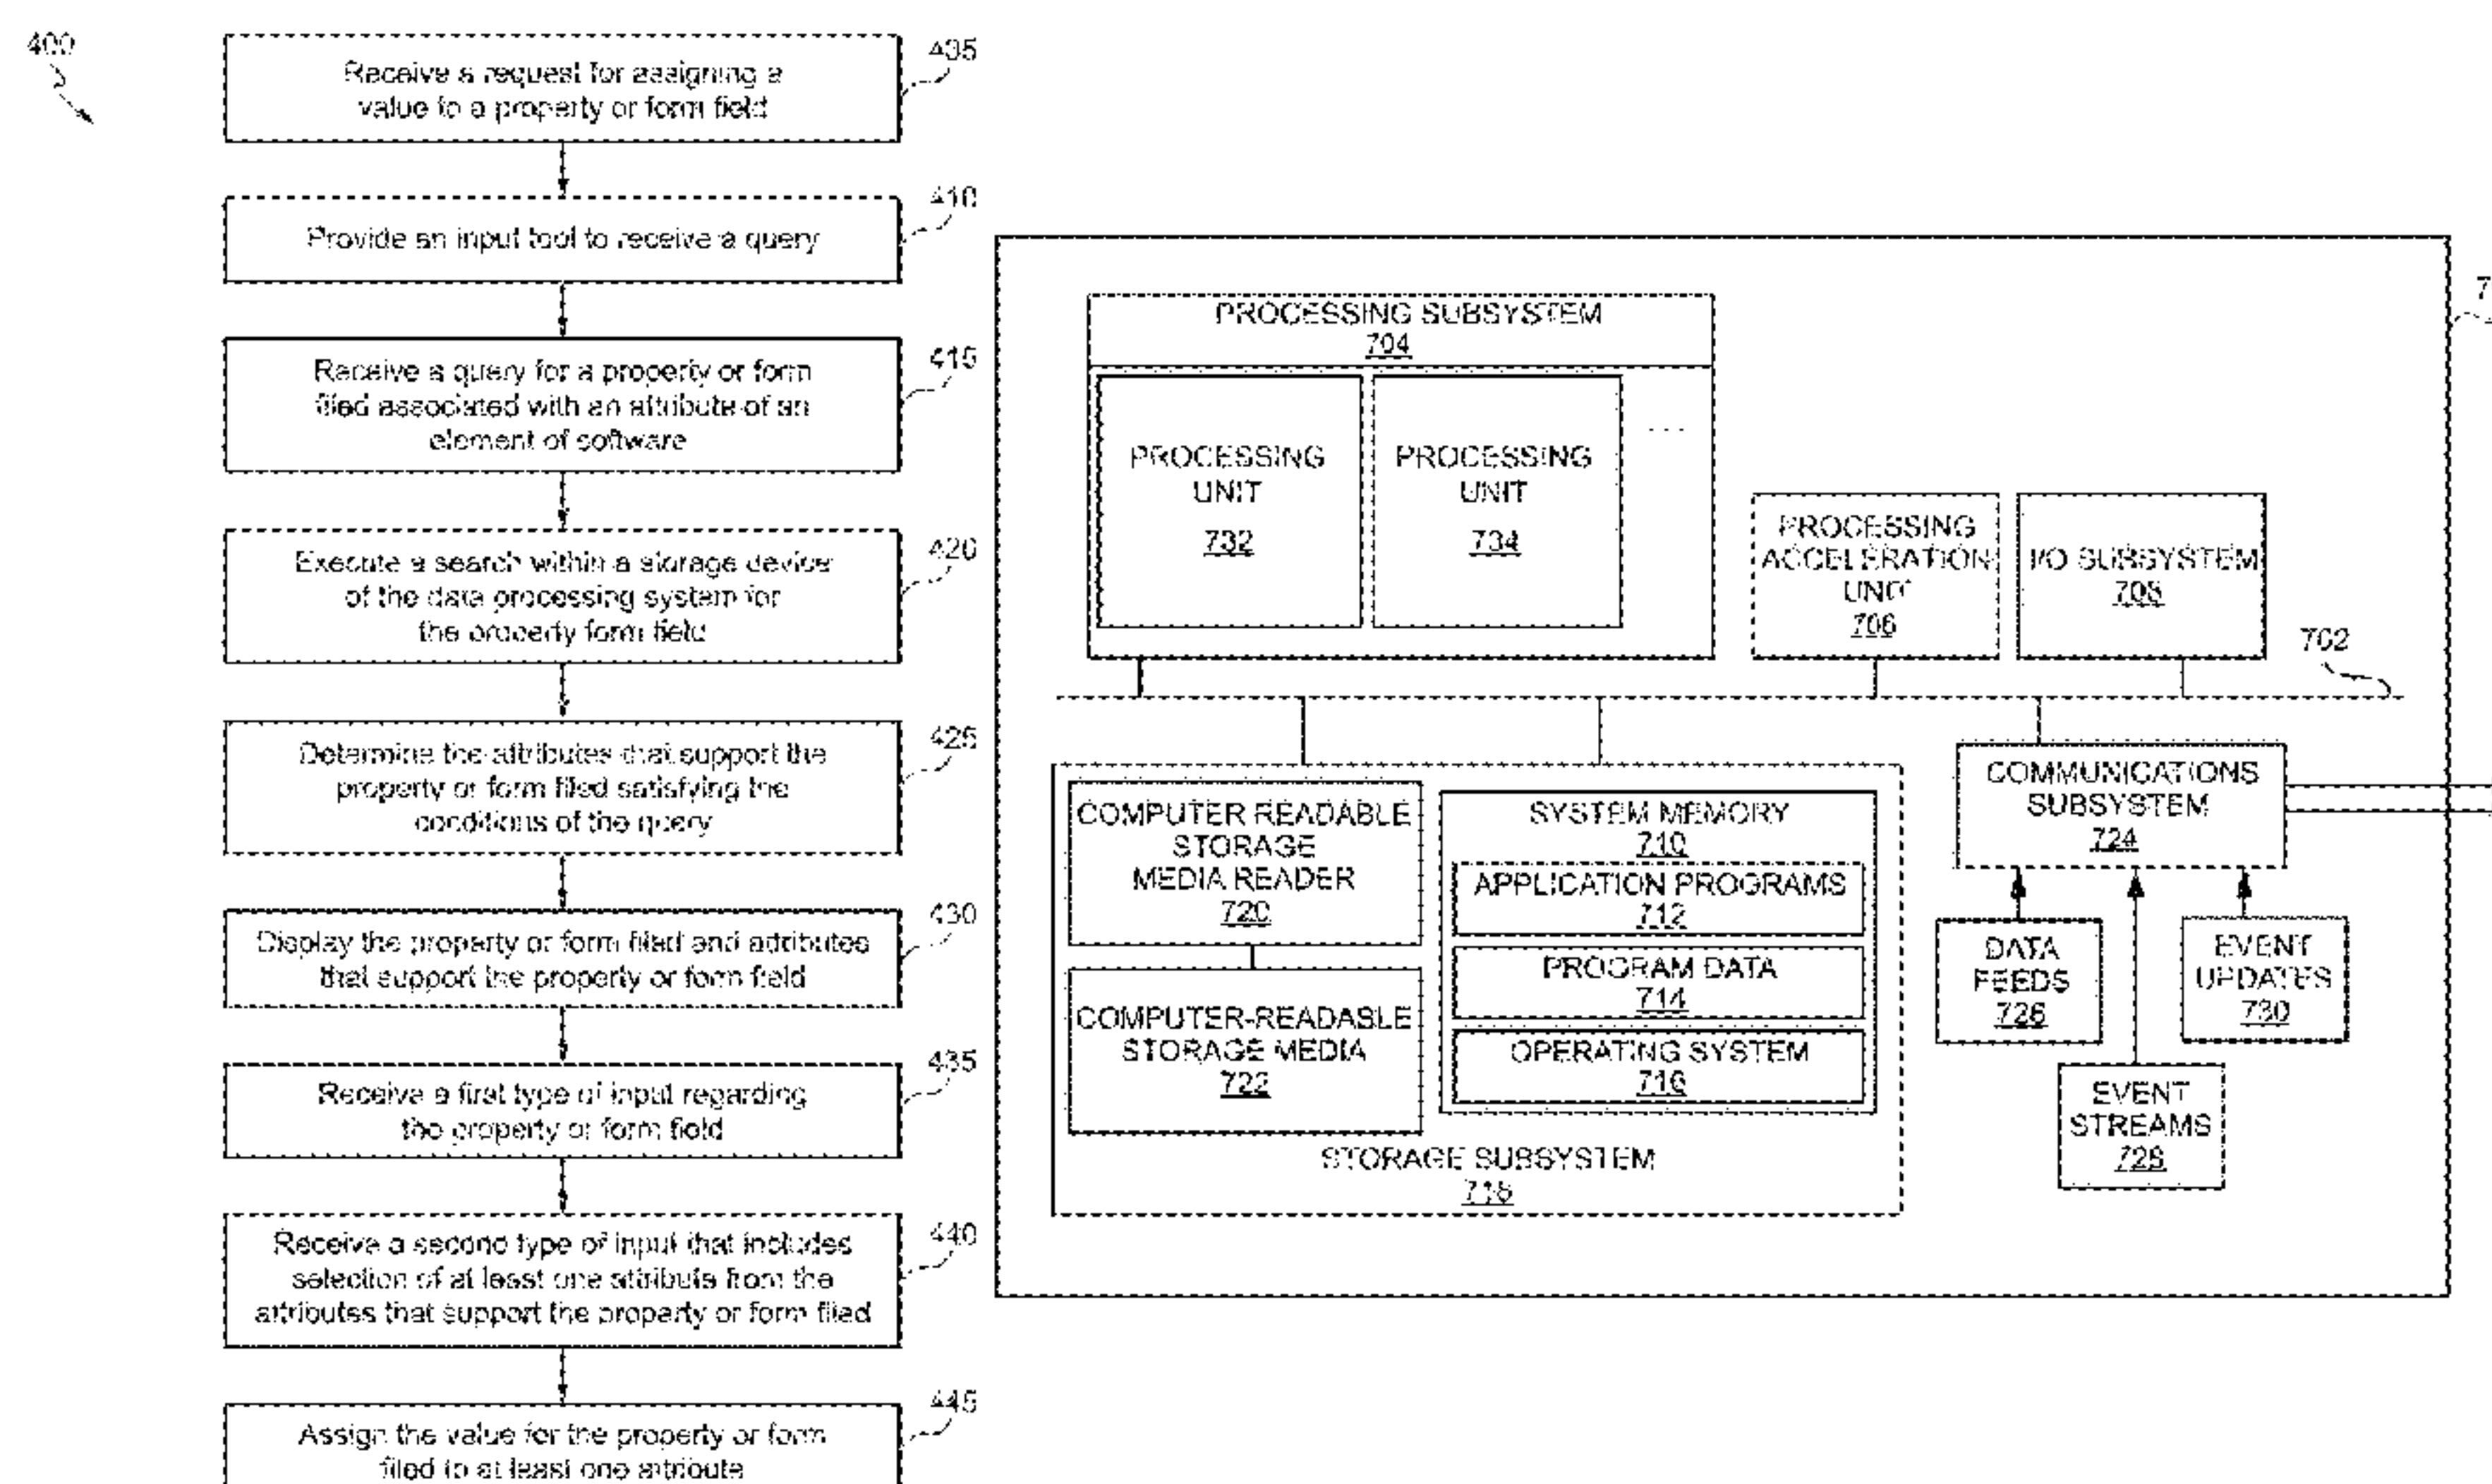 400
405
Receive a request for assigning a
value to a property or form field
410
Provide an input tool to receive a query
415
Receive a query for a property or form
filed associated with an attribute of an
element of software
420
Execute a search within a storage device
of the data processing system for
the property form field
425
Determine the attributes that support the
property or form filed satisfying the
conditions of the query
430
Display the property or form filed and attributes
that support the property or form field
435
Receive a first type of input regarding
the property or form field
440
Receive a second type of input that includes
selection of at least one attribute from the
attributes that support the property or form filed
445
Assign the value for the property or form
filed to at least one attribute
PROCESSING SUBSYSTEM
704
PROCESSING
UNIT
732
PROCESSING
UNIT
734
...
PROCESSING
ACCELERATION
UNIT
706
I/O SUBSYSTEM
708
702
COMPUTER READABLE
STORAGE
MEDIA READER
720
COMPUTER-READABLE
STORAGE MEDIA
722
SYSTEM MEMORY
710
APPLICATION PROGRAMS
712
PROGRAM DATA
714
OPERATING SYSTEM
716
STORAGE SUBSYSTEM
718
COMMUNICATIONS
SUBSYSTEM
724
DATA
FEEDS
726
EVENT
STREAMS
728
EVENT
UPDATES
730